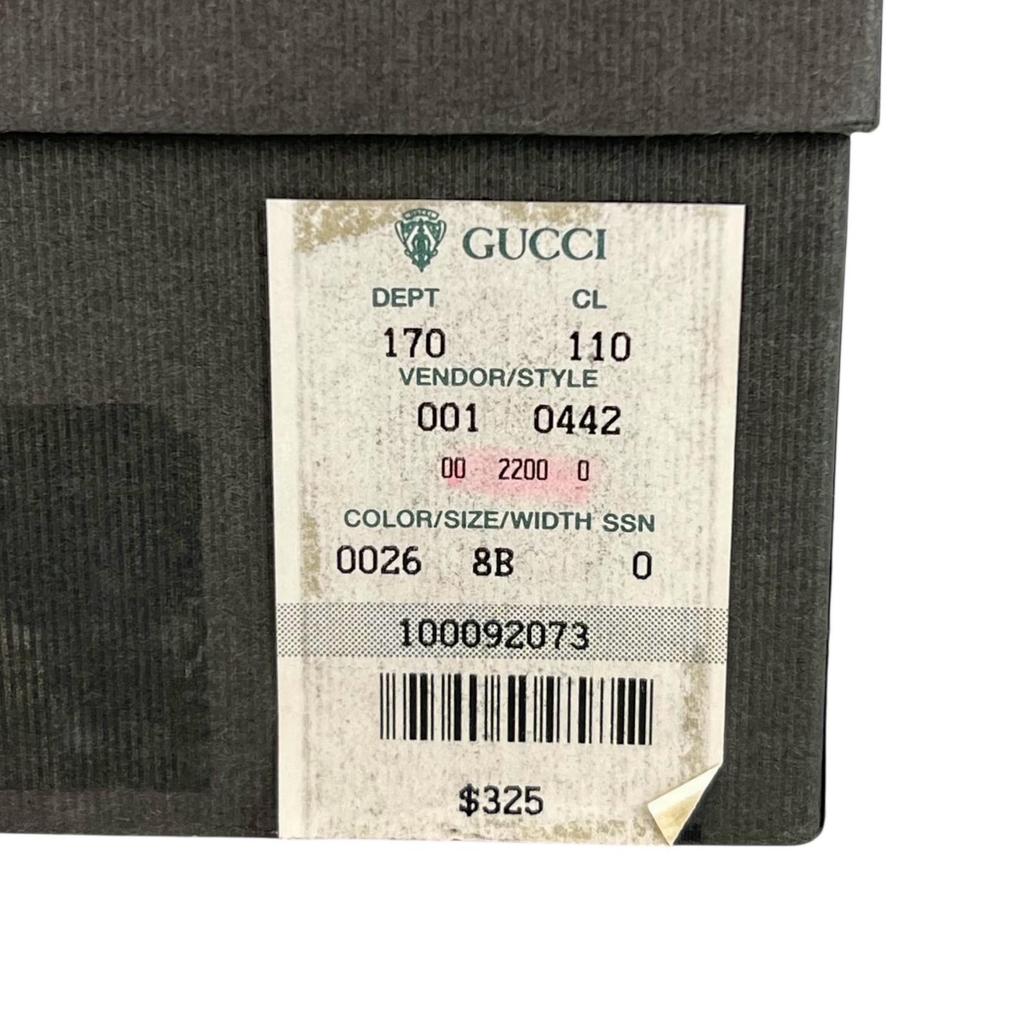 GUCCI
DEPT CL
170 110
VENDOR/STYLE
001 0442
00 2200 0
COLOR/SIZE/WIDTH SSN
0026 8B 0
100092073
$325